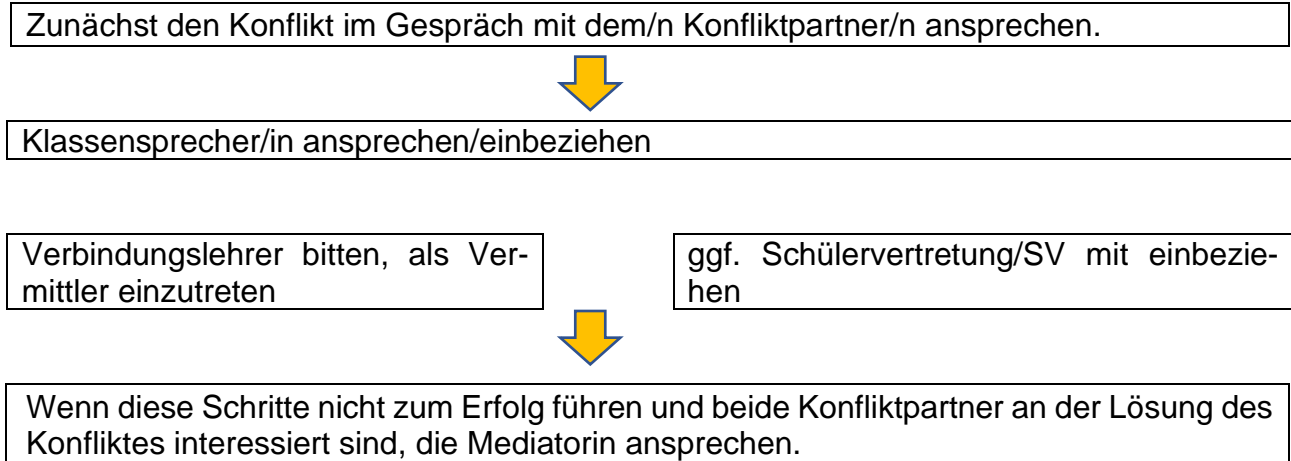 Zunächst den Konflikt im Gespräch mit dem/n Konfliktpartner/n ansprechen.
Klassensprecher/in ansprechen/einbeziehen
Verbindungslehrer bitten, als Ver-
mittler einzutreten
ggf. Schülervertretung/SV mit einbezie-
hen
Wenn diese Schritte nicht zum Erfolg führen und beide Konfliktpartner an der Lösung des
Konfliktes interessiert sind, die Mediatorin ansprechen.